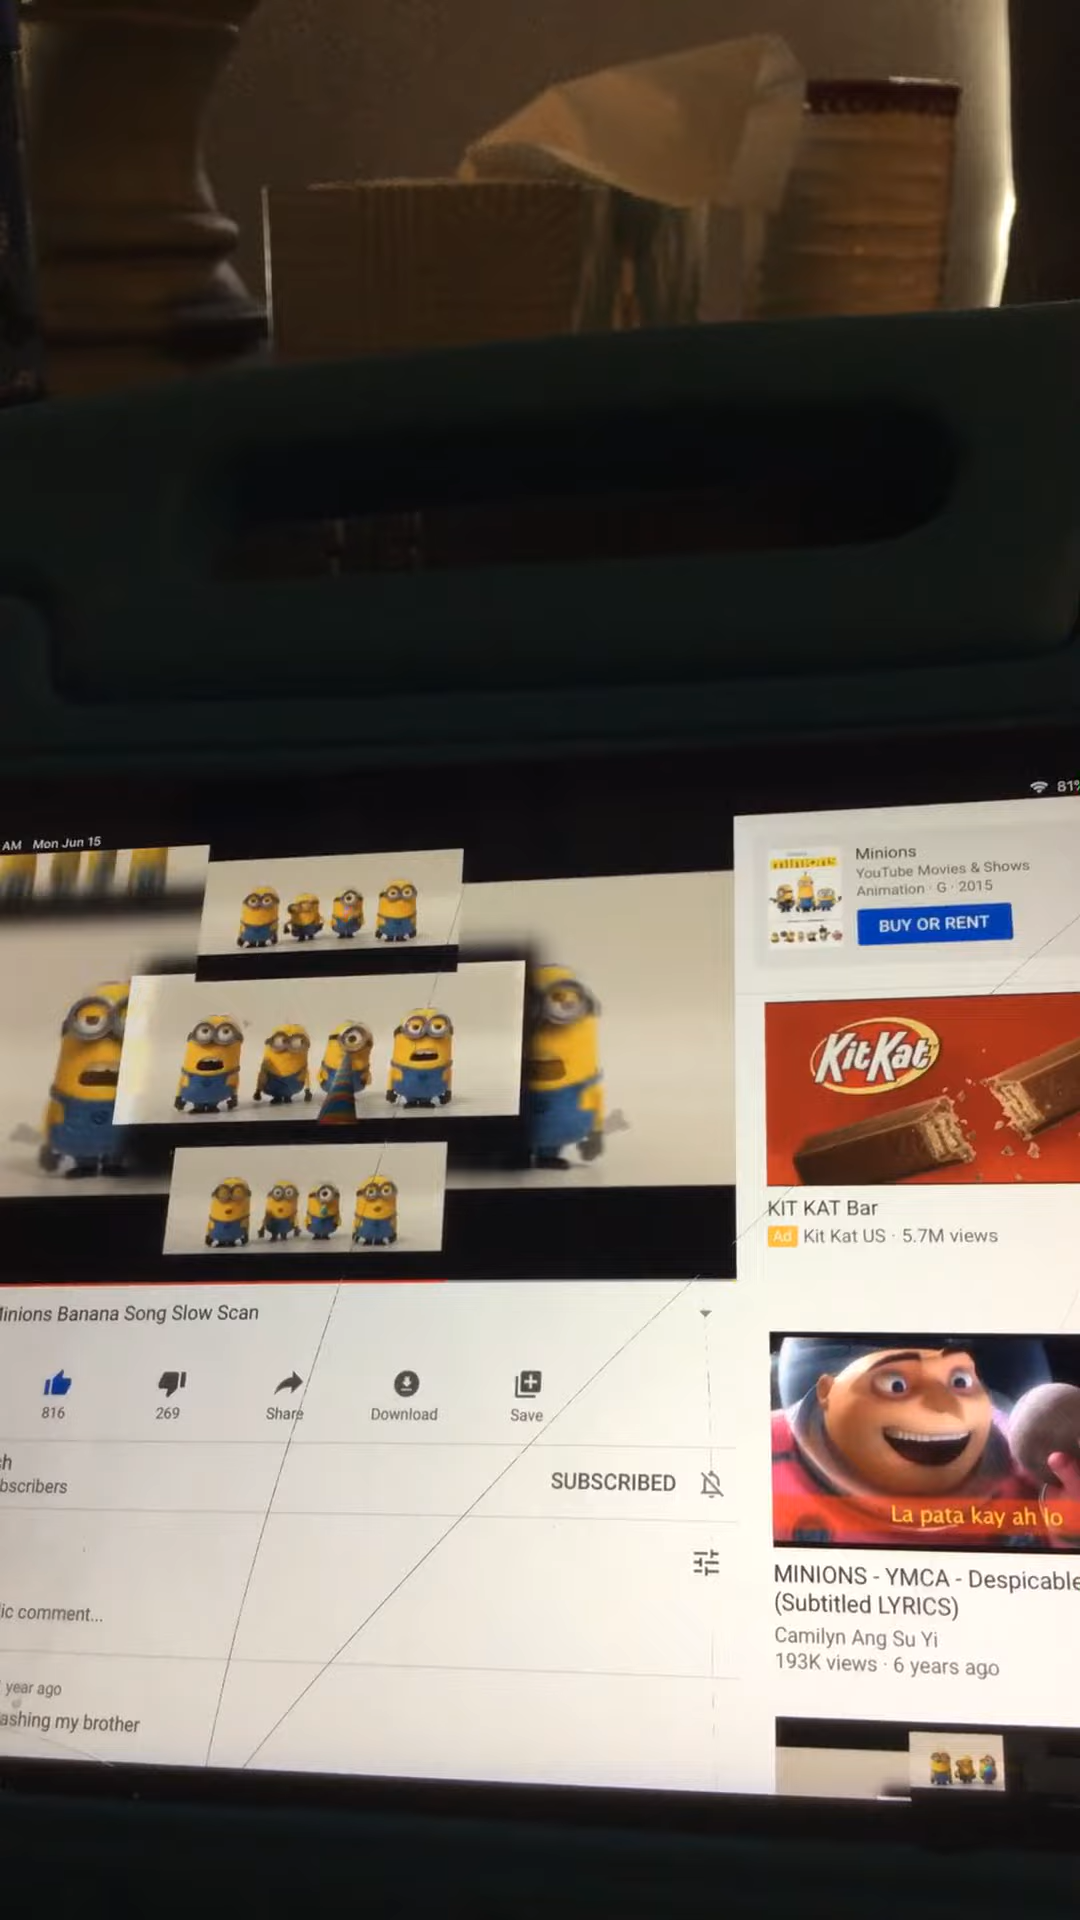 AM Mon Jun 15
81%
Minions
YouTube Movies & Shows
Animation · G · 2015
BUY OR RENT
minions
KitKat
KIT KAT Bar
Ad Kit Kat US · 5.7M views
Minions Banana Song Slow Scan
816
269
Share
Download
Save
ch
bscribers
SUBSCRIBED
ic comment...
year ago
ashing my brother
La pata kay ah lo
MINIONS - YMCA - Despicable
(Subtitled LYRICS)
Camilyn Ang Su Yi
193K views · 6 years ago